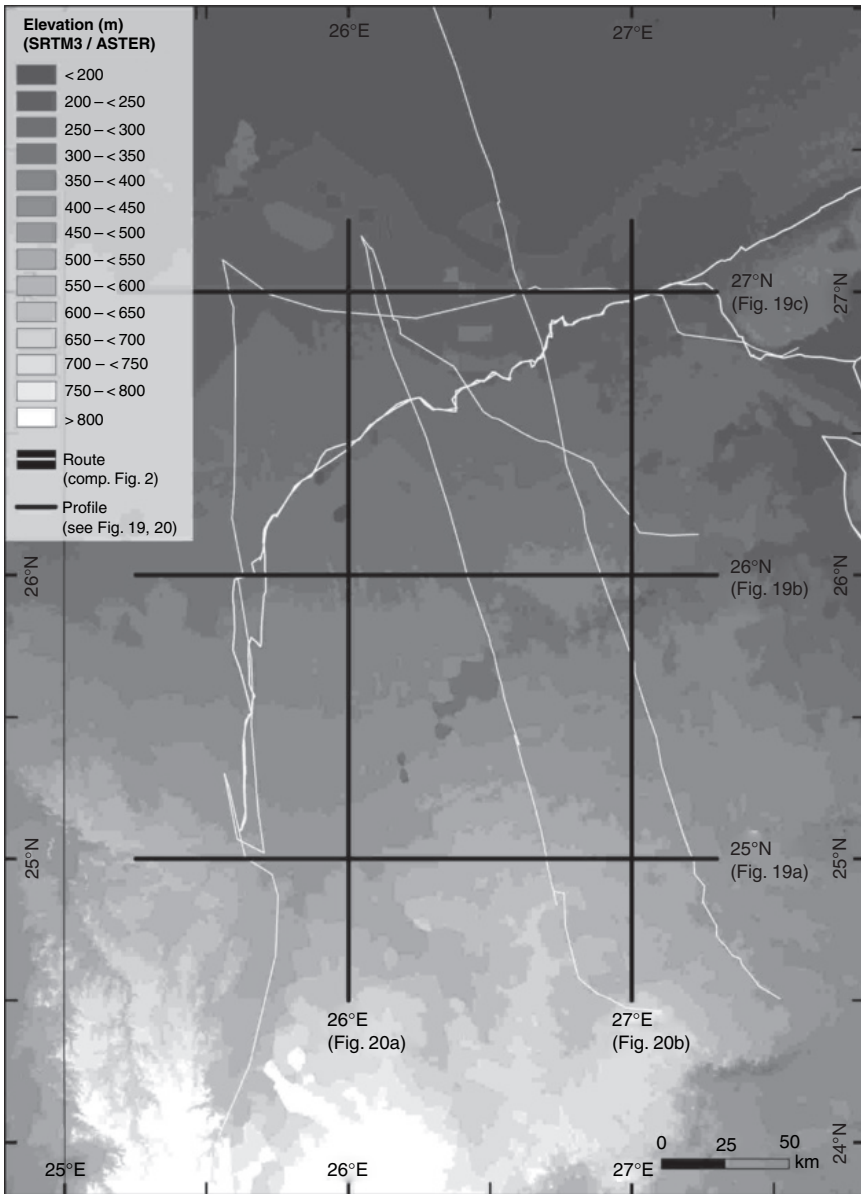 Elevation (m)
(SRTM3 / ASTER)
< 200
200 – < 250
250 – < 300
300 – < 350
350 – < 400
400 – < 450
450 – < 500
500 – < 550
550 – < 600
600 – < 650
650 – < 700
700 – < 750
750 – < 800
> 800
Route
(comp. Fig. 2)
Profile
(see Fig. 19, 20)
26°E
27°E
27°N
(Fig. 19c)
27°N
26°N
26°N
(Fig. 19b)
26°N
25°N
25°N
(Fig. 19a)
25°N
26°E
(Fig. 20a)
27°E
(Fig. 20b)
0 25 50
km
24°N
25°E
26°E
27°E